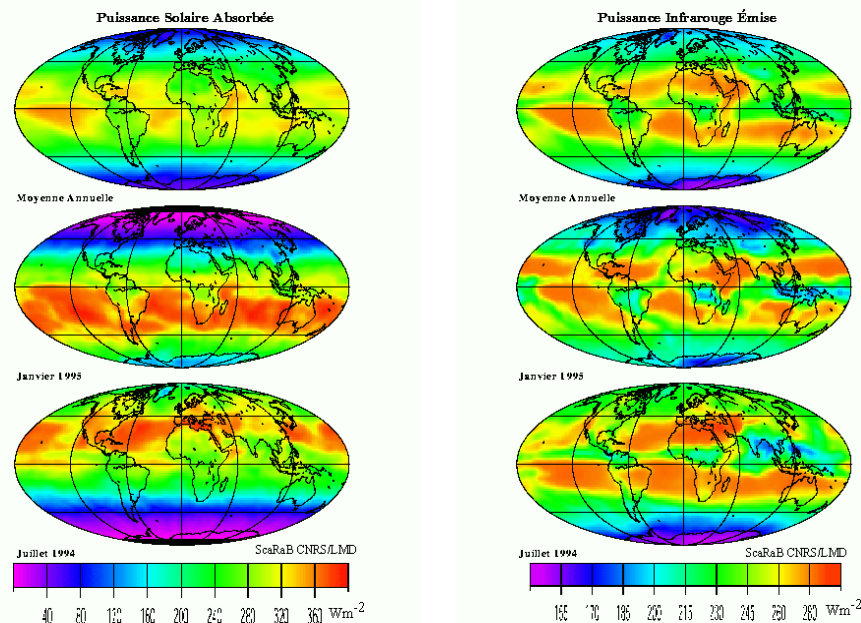 Puissance Solaire Absorbée
Moyenne Annuelle
Janvier 1995
Juillet 1994
ScaRaB CNRS/LMD
40 80 120 160 200 240 280 320 360 Wm-2
Puissance Infrarouge Émise
Moyenne Annuelle
Janvier 1995
Juillet 1994
ScaRaB CNRS/LMD
155 170 185 200 215 230 245 260 280 Wm-2